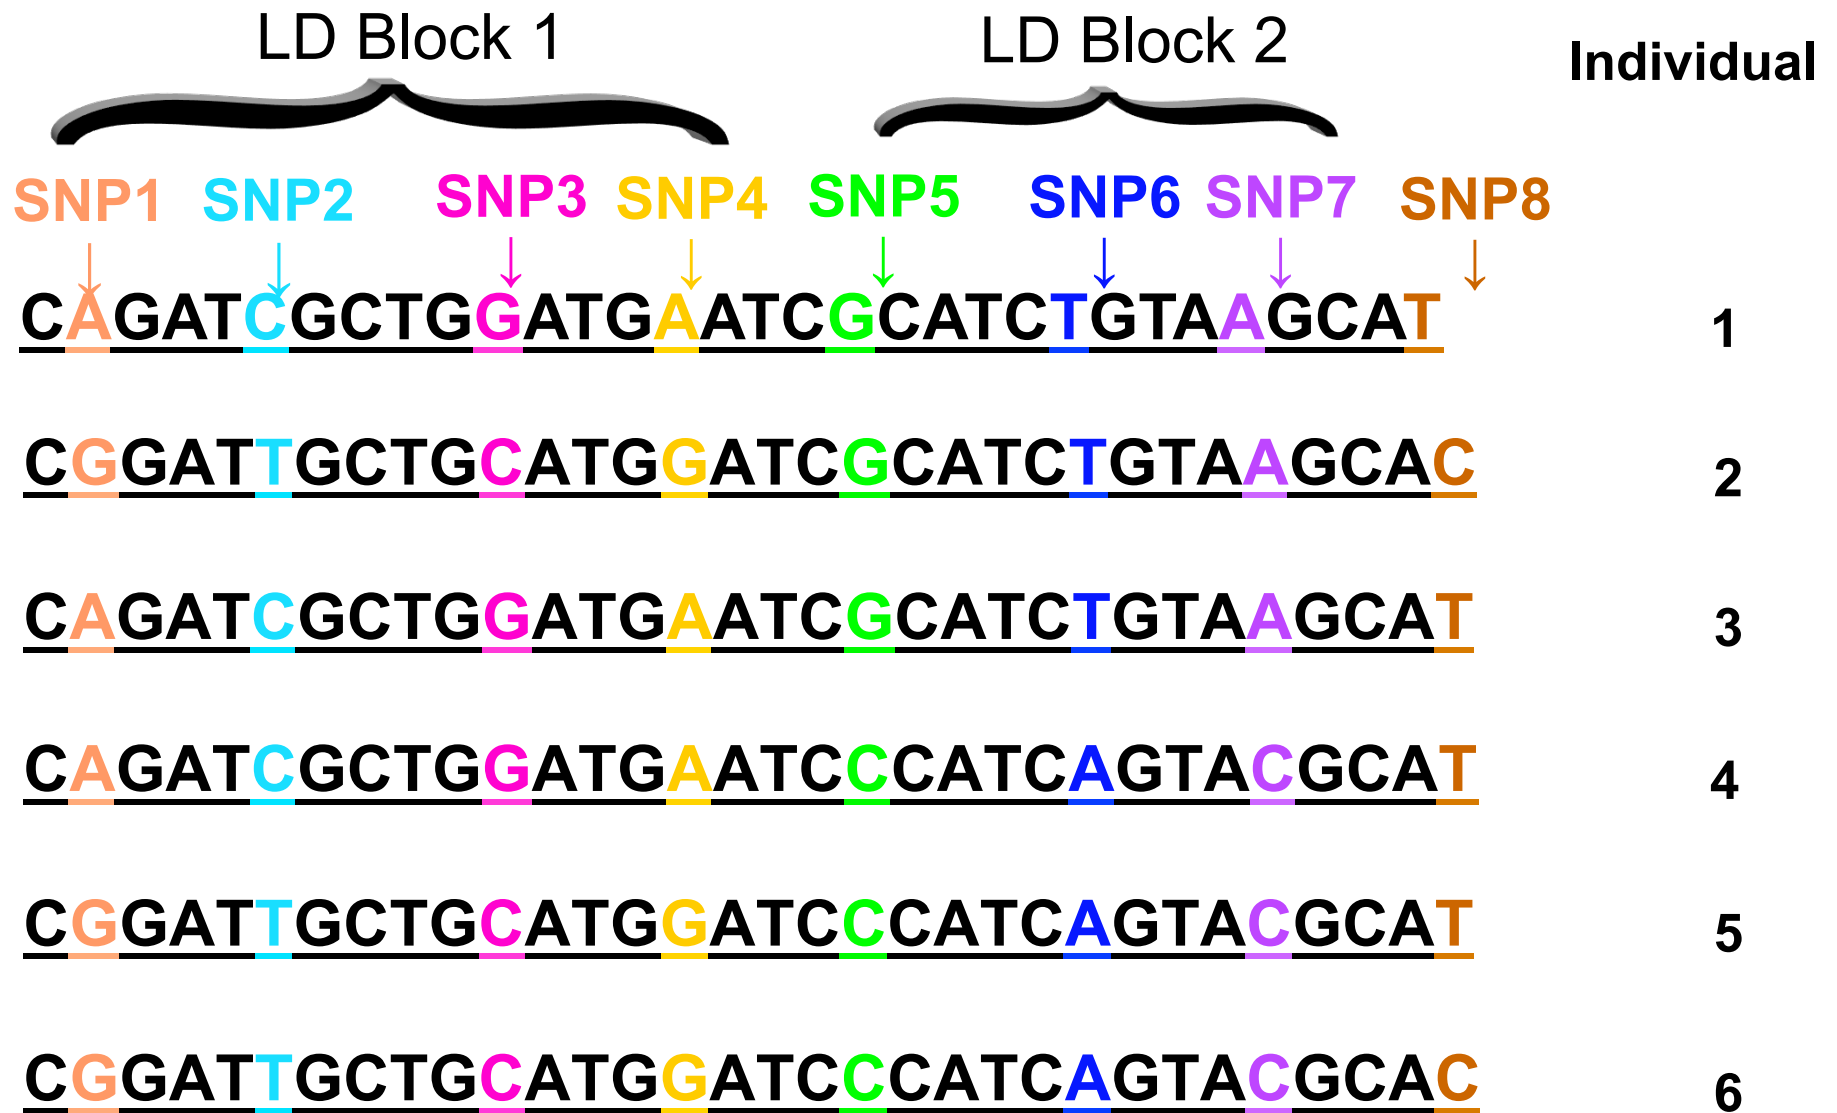 LD Block 1 LD Block 2 Individual
SNP1 SNP2 SNP3 SNP4 SNP5 SNP6 SNP7 SNP8
CAGATCGCTGGATGAATCGCATCTGTAAGCAT 1
CGGATTGCTGCATGGATCGCATCTGTAAGCAC 2
CAGATCGCTGGATGAATCGCATCTGTAAGCAT 3
CAGATCGCTGGATGAATCCCATCAGTACGCAT 4
CGGATTGCTGCATGGATCCCATCAGTACGCAT 5
CGGATTGCTGCATGGATCCCATCAGTACGCAC 6